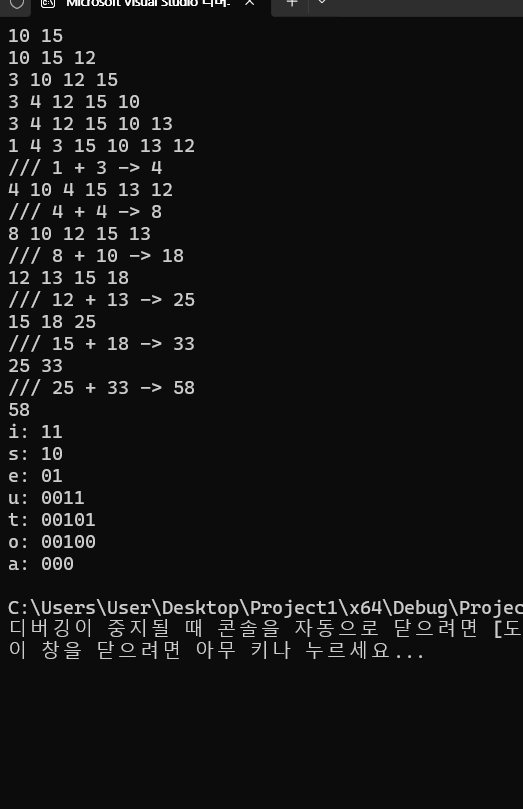 Microsoft Visual Studio 디버
10 15
10 15 12
3 10 12 15
3 4 12 15 10
3 4 12 15 10 13
1 4 3 15 10 13 12
/// 1 + 3 -> 4
4 10 4 15 13 12
/// 4 + 4 -> 8
8 10 12 15 13
/// 8 + 10 -> 18
12 13 15 18
/// 12 + 13 -> 25
15 18 25
/// 15 + 18 -> 33
25 33
/// 25 + 33 -> 58
58
i: 11
s: 10
e: 01
u: 0011
t: 00101
o: 00100
a: 000
C:\Users\User\Desktop\Project1\x64\Debug\Projec
디버깅이 중지될 때 콘솔을 자동으로 닫으려면 [도
이 창을 닫으려면 아무 키나 누르세요...